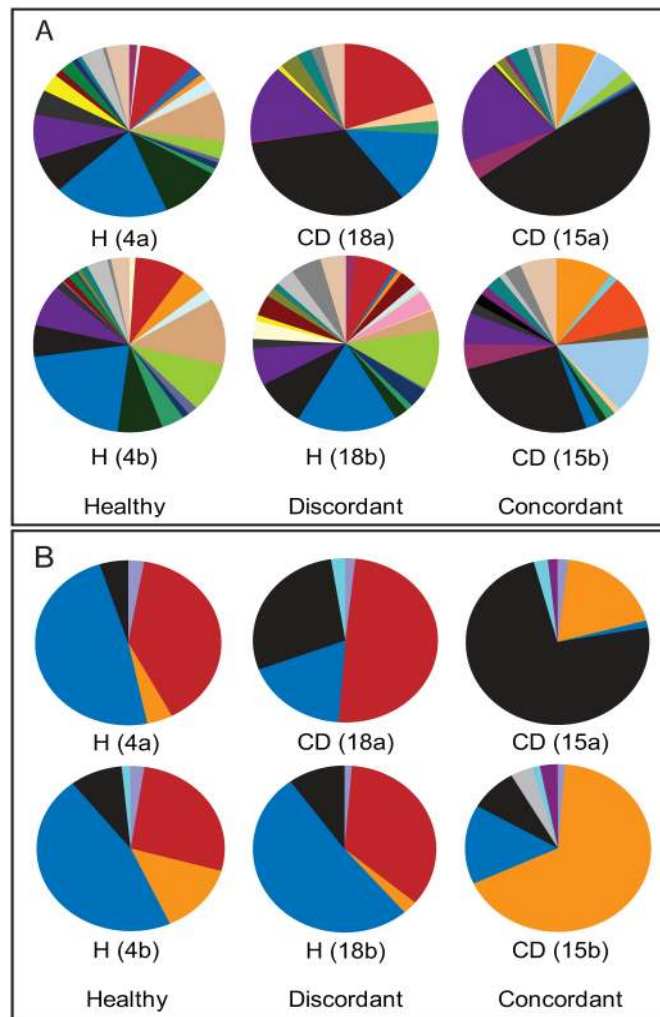 A
H (4a) CD (18a) CD (15a)
H (4b) H (18b) CD (15b)
Healthy Discordant Concordant
B
H (4a) CD (18a) CD (15a)
H (4b) H (18b) CD (15b)
Healthy Discordant Concordant